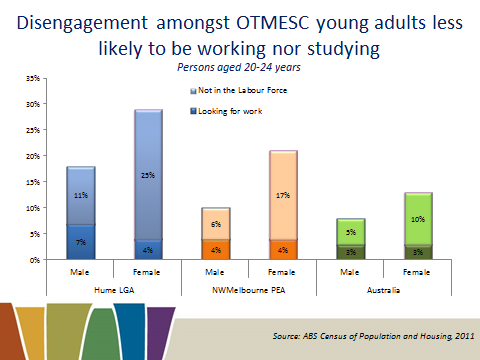 Disengagement amongst OTMESC young adults less
likely to be working nor studying
Persons aged 20-24 years
35%
30%
25%
20%
15%
10%
5%
0%
Not in the Labour Force
Looking for work
11%
7%
25%
4%
6%
4%
17%
4%
5%
3%
10%
3%
Male
Female
Male
Female
Male
Female
Hume LGA
NWMelbourne PEA
Australia
Source: ABS Census of Population and Housing, 2011